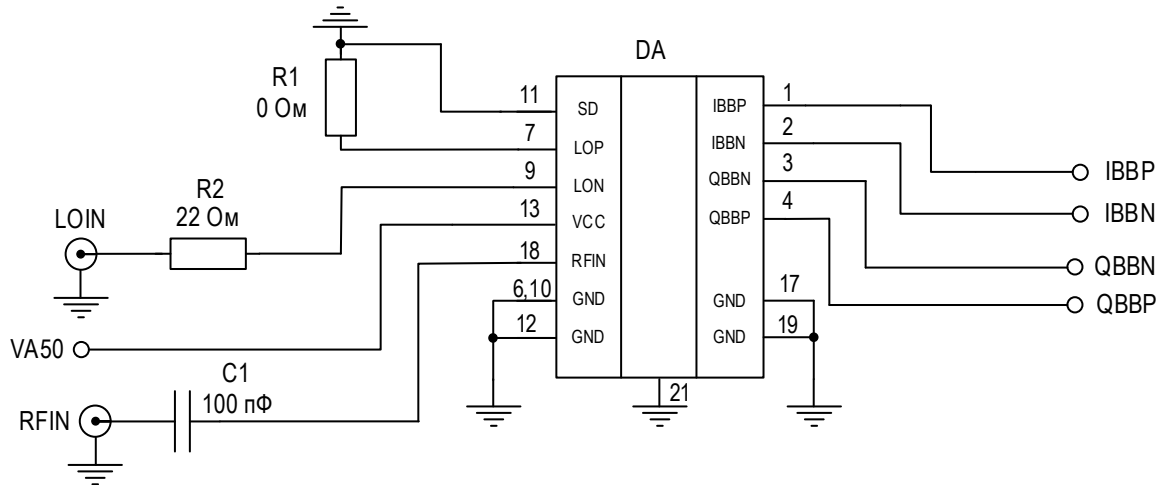 DA
R1
0 Ом
11
SD
7
LOP
9
LON
R2
22 Ом
LOIN
13
VCC
18
RFIN
6,10
GND
12
GND
VA50
C1
100 пФ
RFIN
IBBP
1
IBBN
2
QBBN
3
QBBP
4
GND
17
GND
19
21
IBBP
IBBN
QBBN
QBBP